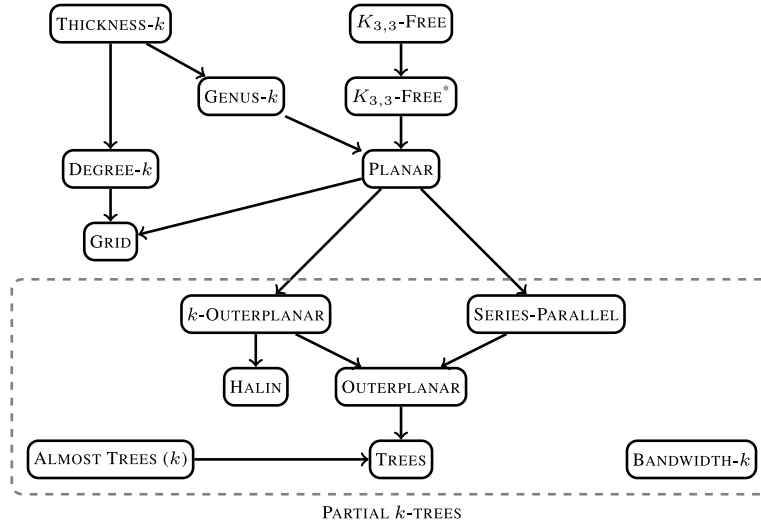 THICKNESS-k
K3,3-FREE
GENUS-k
K3,3-FREE*
DEGREE-k
PLANAR
GRID
k-OUTERPLANAR
SERIES-PARALLEL
HALIN
OUTERPLANAR
ALMOST TREES (k)
TREES
BANDWIDTH-k
PARTIAL k-TREES